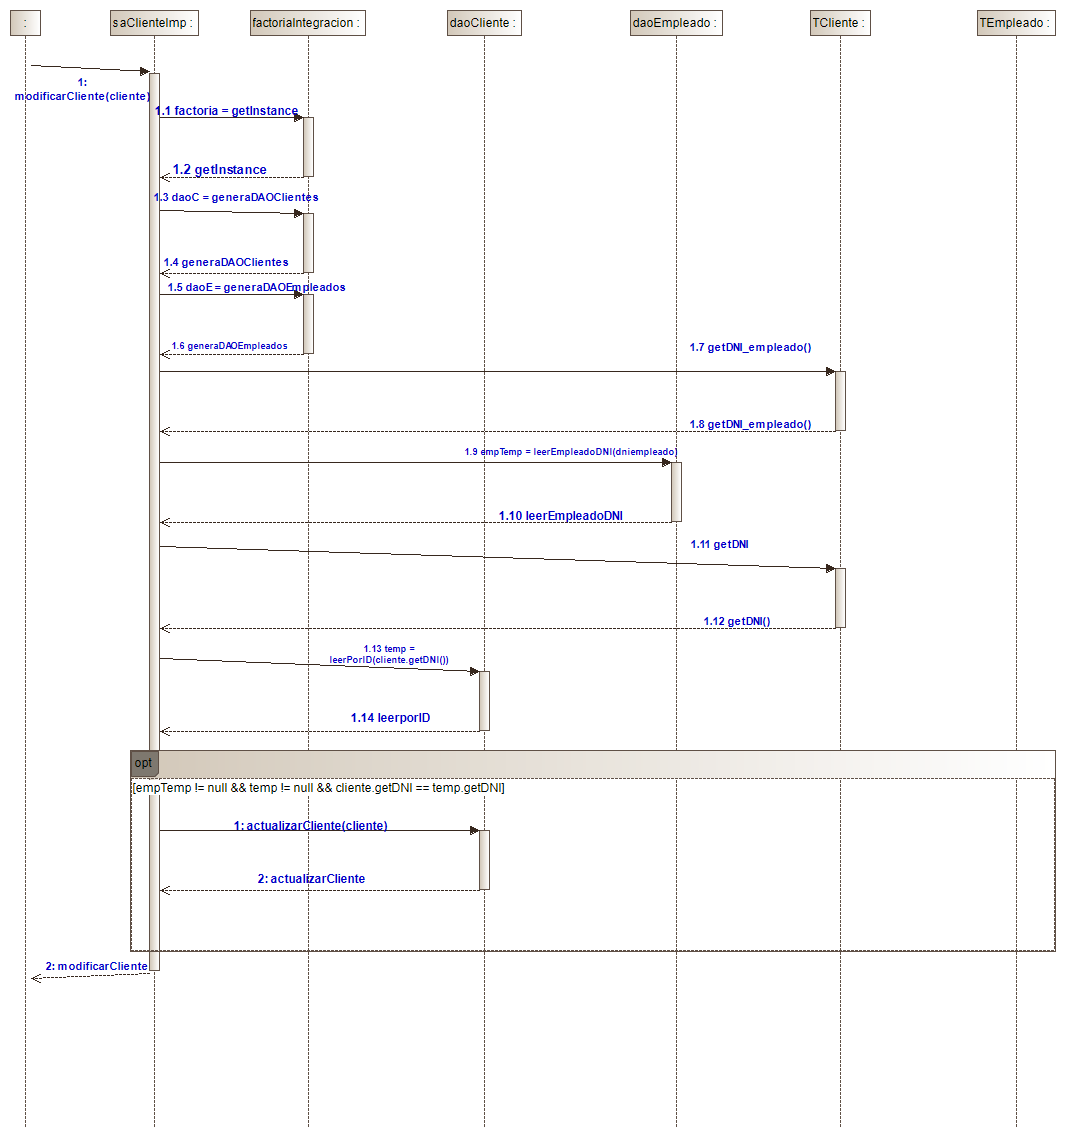 :
saClienteImp :
factoriaIntegracion :
daoCliente :
daoEmpleado :
TCliente :
TEmpleado :
1:
modificarCliente(cliente)
1.1 factoria = getInstance
1.2 getInstance
1.3 daoC = generaDAOClientes
1.4 generaDAOClientes
1.5 daoE = generaDAOEmpleados
1.6 generaDAOEmpleados
1.7 getDNI_empleado()
1.8 getDNI_empleado()
1.9 empTemp = leerEmpleadoDNI(dniempleado)
1.10 leerEmpleadoDNI
1.11 getDNI
1.12 getDNI()
1.13 temp =
leerPorID(cliente.getDNI())
1.14 leerporID
opt
[empTemp != null && temp != null && cliente.getDNI == temp.getDNI]
1: actualizarCliente(cliente)
2: actualizarCliente
2: modificarCliente